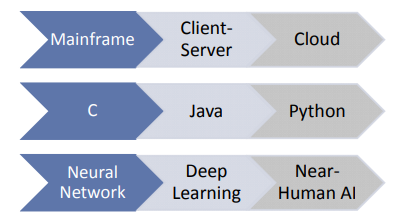 Mainframe
Client-
Server
Cloud
C
Java
Python
Neural
Network
Deep
Learning
Near-
Human AI